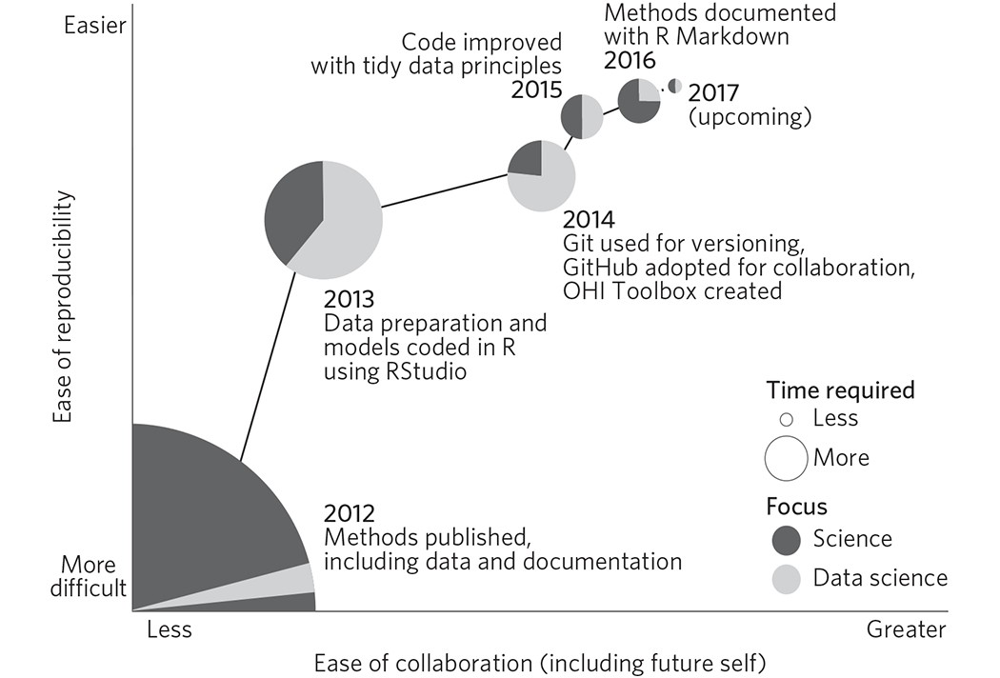 Easier
Methods documented
with R Markdown
2016
Code improved
with tidy data principles
2015
2017
(upcoming)
2014
Git used for versioning,
GitHub adopted for collaboration,
OHI Toolbox created
2013
Data preparation and
models coded in R
using RStudio
Ease of reproducibility
Time required
Less
More
Focus
Science
Data science
2012
Methods published,
including data and documentation
More
difficult
Less
Greater
Ease of collaboration (including future self)